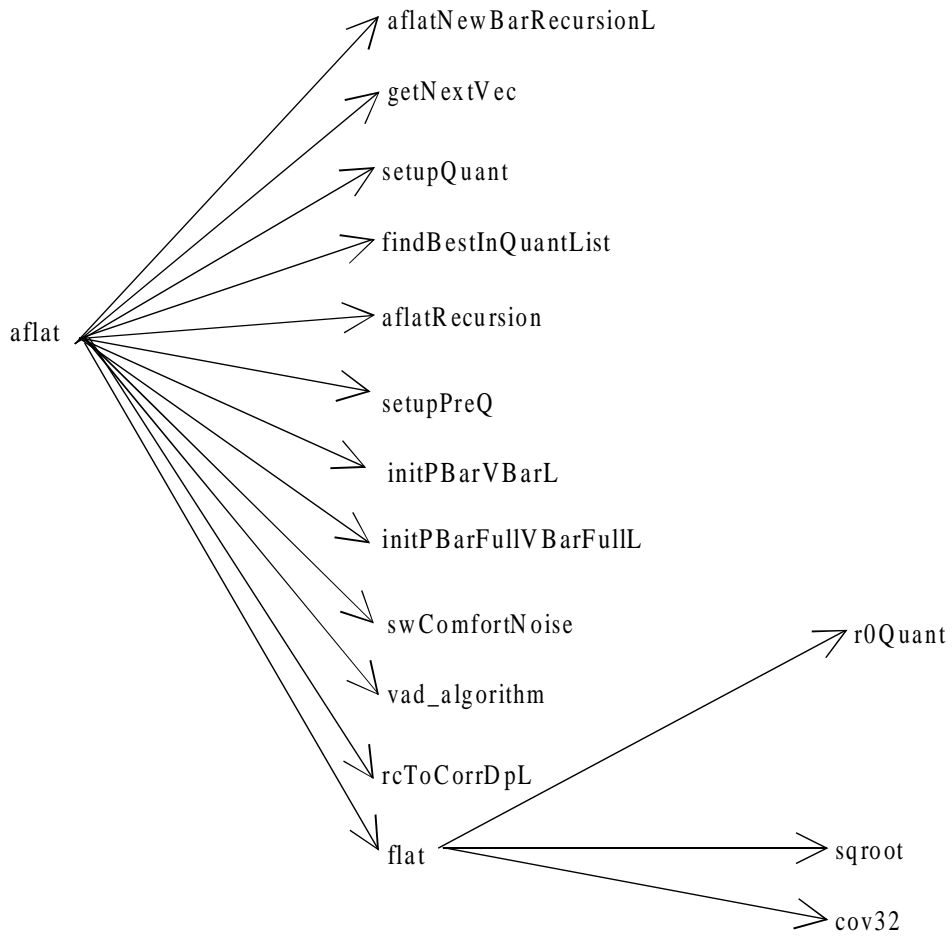 aflatNewBarRecursionL
getNextVec
setupQuant
findBestInQuantList
aflat
aflatRecursion
setupPreQ
initPBarVBarL
initPBarFullVBarFullL
swComfortNoise
r0Quant
vad_algorithm
rcToCorrDpL
flat
sqroot
cov32